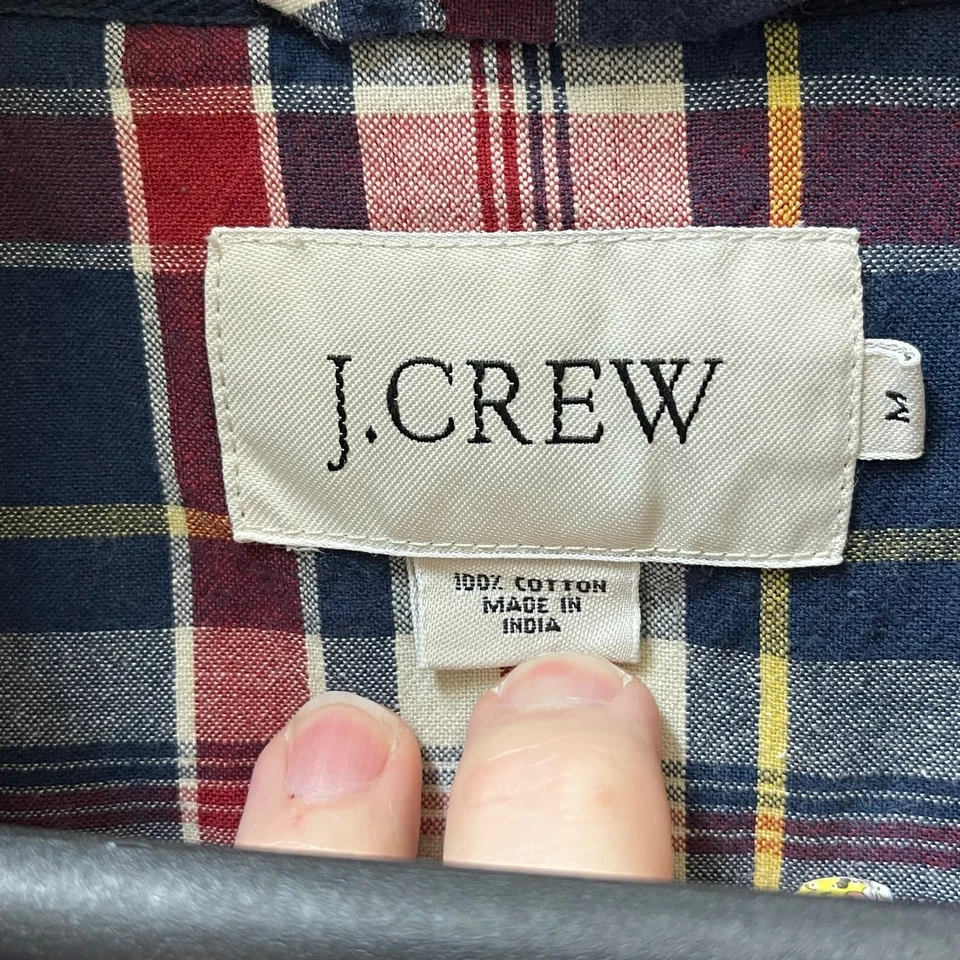 J.CREW
M
100% COTTON
MADE IN
INDIA